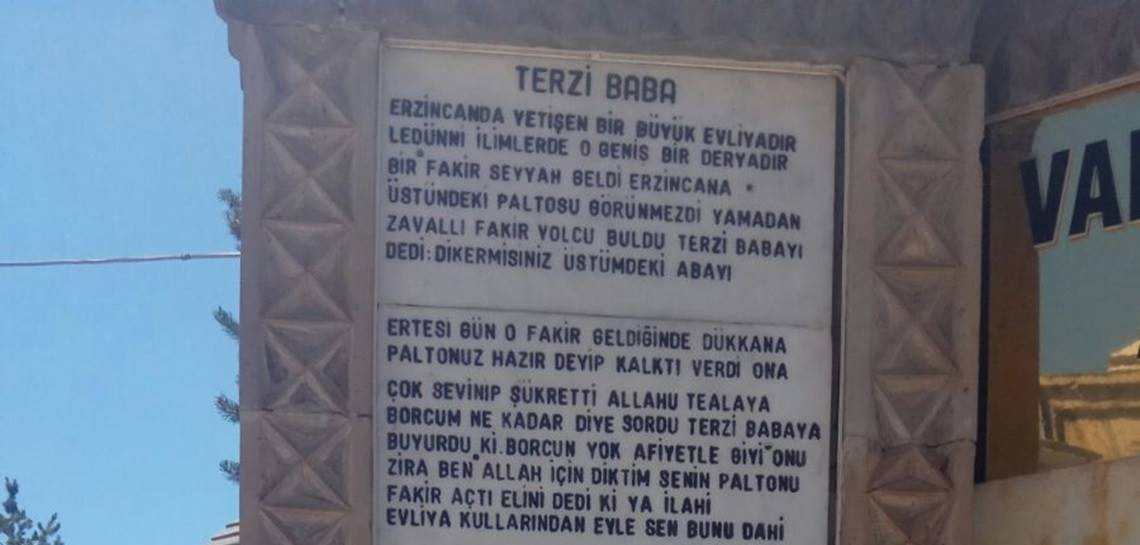 TERZİ BABA
ERZİNCANDA YETİŞEN BİR BÜYÜK EVLİYADIR
LEDÜNNİ İLİMLERDE O GENİŞ BİR DERYADIR
BİR FAKİR SEYYAH GELDİ ERZİNCANA
ÜSTÜNDEKİ PALTOSU GÖRÜNMEZDİ YAMADAN
ZAVALLI FAKİR YOLCU BULDU TERZİ BABAYI
DEDİ: DİKERMİSİNİZ ÜSTÜMDEKİ ABAYI
ERTESİ GÜN O FAKİR GELDİĞİNDE DÜKKANA
PALTONUZ HAZIR DEYİP KALKTI VERDİ ONA
ÇOK SEVİNİP ŞÜKRETTİ ALLAHU TEALAYA
BORCUM NE KADAR DİYE SORDU TERZİ BABAYA
BUYURDU Kİ. BORCUN YOK AFİYETLE GİYİ ONU
ZİRA BEN ALLAH İÇİN DİKTİM SENİN PALTONU
FAKİR AÇTI ELİNİ DEDİ Kİ YA İLAHİ
EVLİYA KULLARINDAN EYLE SEN BUNU DAHİ